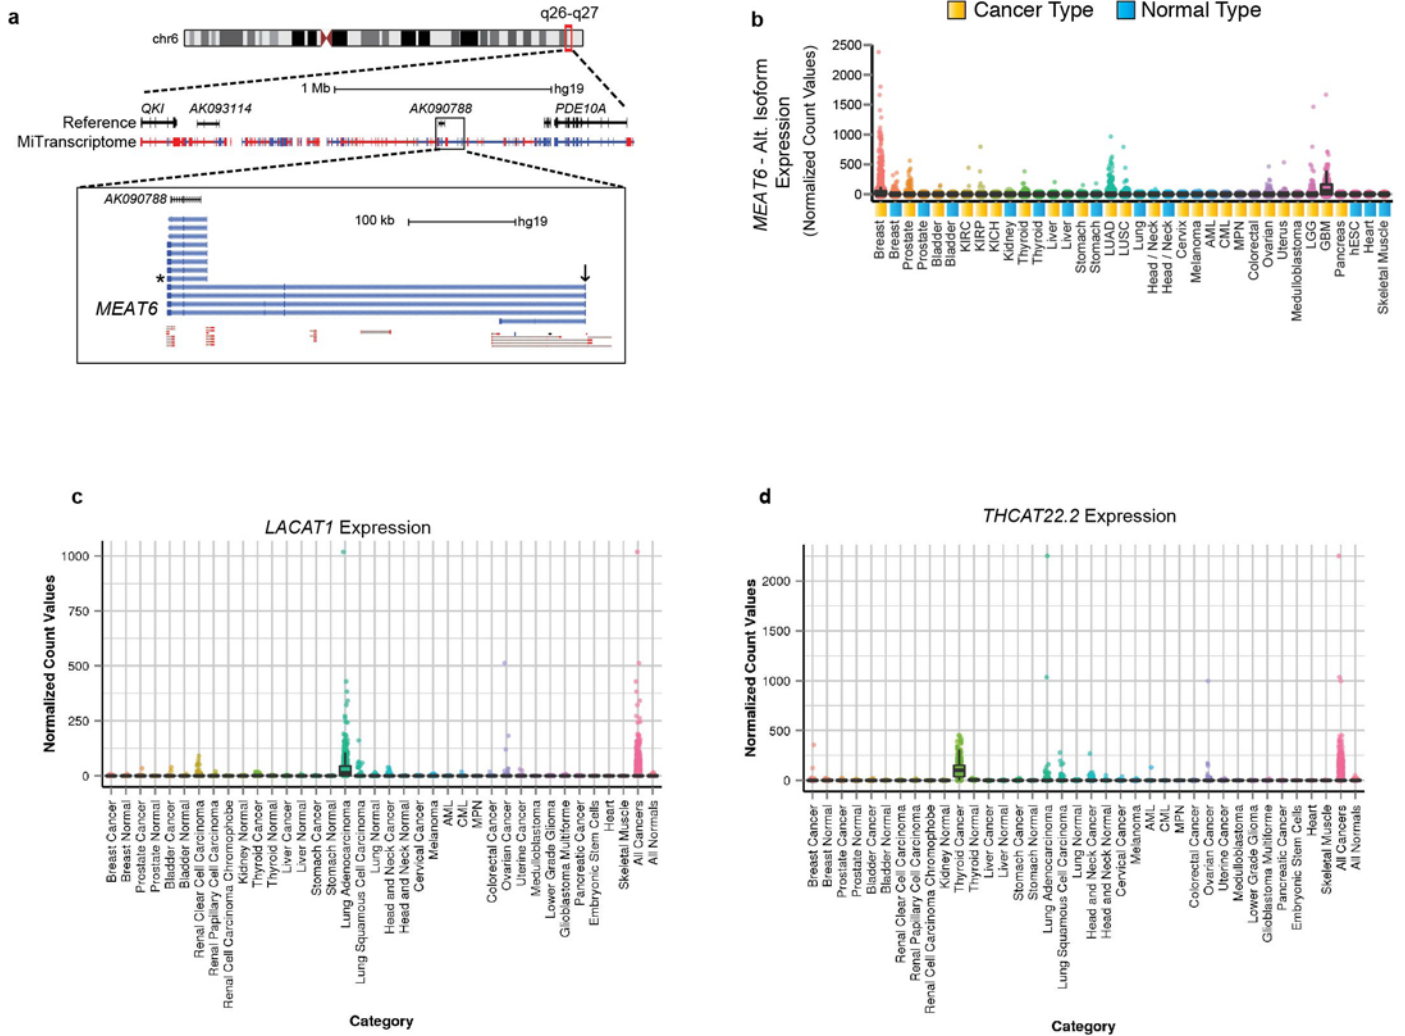 a
q26-q27
chr6
1 Mb
hg19
QKI
AK093114
AK090788
PDE10A
Reference
MiTranscriptome
AK090788
100 kb
hg19
*
MEAT6
b
Cancer Type
Normal Type
MEAT6 - Alt. Isoform
Expression
(Normalized Count Values)
2500
2000
1500
1000
500
0
Breast
Breast
Prostate
Prostate
Bladder
Bladder
KIRC
KIRP
KICH
Kidney
Thyroid
Thyroid
Liver
Liver
Stomach
Stomach
LUAD
LUSC
Lung
Head / Neck
Head / Neck
Cervix
Melanoma
AML
CML
MPN
Colorectal
Ovarian
Uterus
Medulloblastoma
LGG
GBM
Pancreas
hESC
Heart
Skeletal Muscle
c
LACAT1 Expression
Normalized Count Values
1000
750
500
250
0
Breast Cancer
Breast Normal
Prostate Cancer
Prostate Normal
Bladder Cancer
Bladder Normal
Renal Clear Cell Carcinoma
Renal Papillary Cell Carcinoma
Renal Cell Carcinoma Chromophobe
Kidney Normal
Thyroid Cancer
Thyroid Normal
Liver Cancer
Liver Normal
Stomach Cancer
Stomach Normal
Lung Adenocarcinoma
Lung Squamous Cell Carcinoma
Lung Normal
Head and Neck Cancer
Head and Neck Normal
Cervical Cancer
Melanoma
AML
CML
MPN
Colorectal Cancer
Ovarian Cancer
Uterine Cancer
Medulloblastoma
Lower Grade Glioma
Glioblastoma Multiforme
Pancreatic Cancer
Embryonic Stem Cells
Heart
Skeletal Muscle
All Cancers
All Normals
Category
d
THCAT22.2 Expression
Normalized Count Values
2000
1500
1000
500
0
Breast Cancer
Breast Normal
Prostate Cancer
Prostate Normal
Bladder Cancer
Bladder Normal
Renal Clear Cell Carcinoma
Renal Papillary Cell Carcinoma
Renal Cell Carcinoma Chromophobe
Kidney Normal
Thyroid Cancer
Thyroid Normal
Liver Cancer
Liver Normal
Stomach Cancer
Stomach Normal
Lung Adenocarcinoma
Lung Squamous Cell Carcinoma
Lung Normal
Head and Neck Cancer
Head and Neck Normal
Cervical Cancer
Melanoma
AML
CML
MPN
Colorectal Cancer
Ovarian Cancer
Uterine Cancer
Medulloblastoma
Lower Grade Glioma
Glioblastoma Multiforme
Pancreatic Cancer
Embryonic Stem Cells
Heart
Skeletal Muscle
All Cancers
All Normals
Category